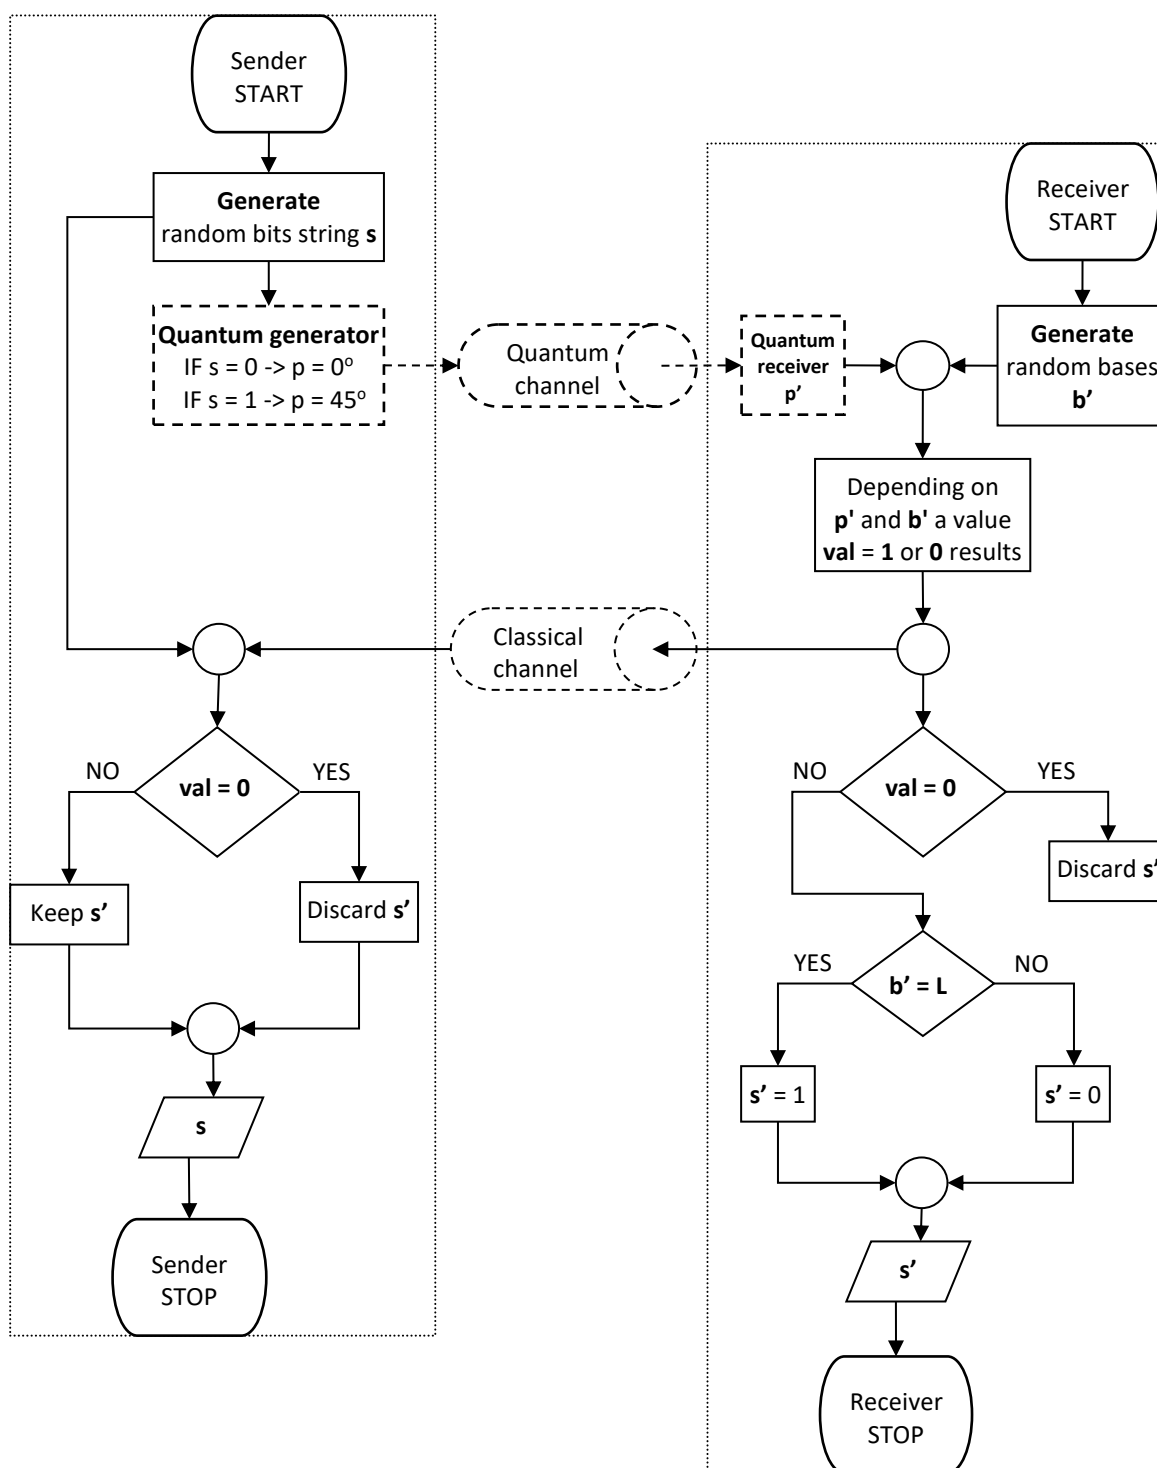 Sender
START
Generate
random bits string s
Quantum generator
IF s = 0 -> p = 0º
IF s = 1 -> p = 45º
Quantum
channel
Receiver
START
Quantum
receiver
p’
Generate
random bases
b’
Depending on
p' and b' a value
val = 1 or 0 results
Classical
channel
NO
val = 0
YES
Keep s’
Discard s’
s
Sender
STOP
NO
val = 0
YES
Discard s’
YES
b’ = L
NO
s’ = 1
s’ = 0
s’
Receiver
STOP